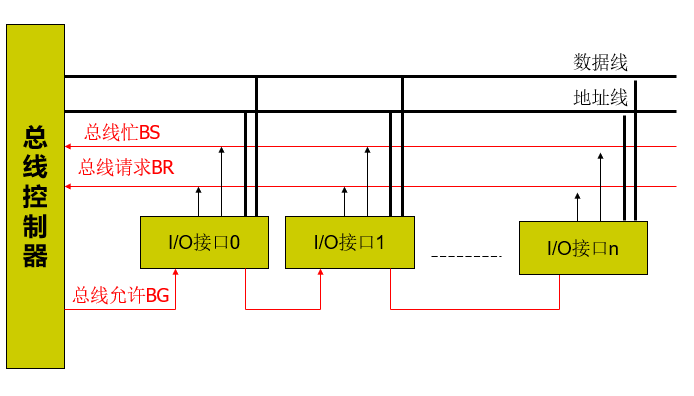 数据线
地址线
总线忙BS
总线请求BR
总线控制器
I/O接口0
I/O接口1
I/O接口n
总线允许BG